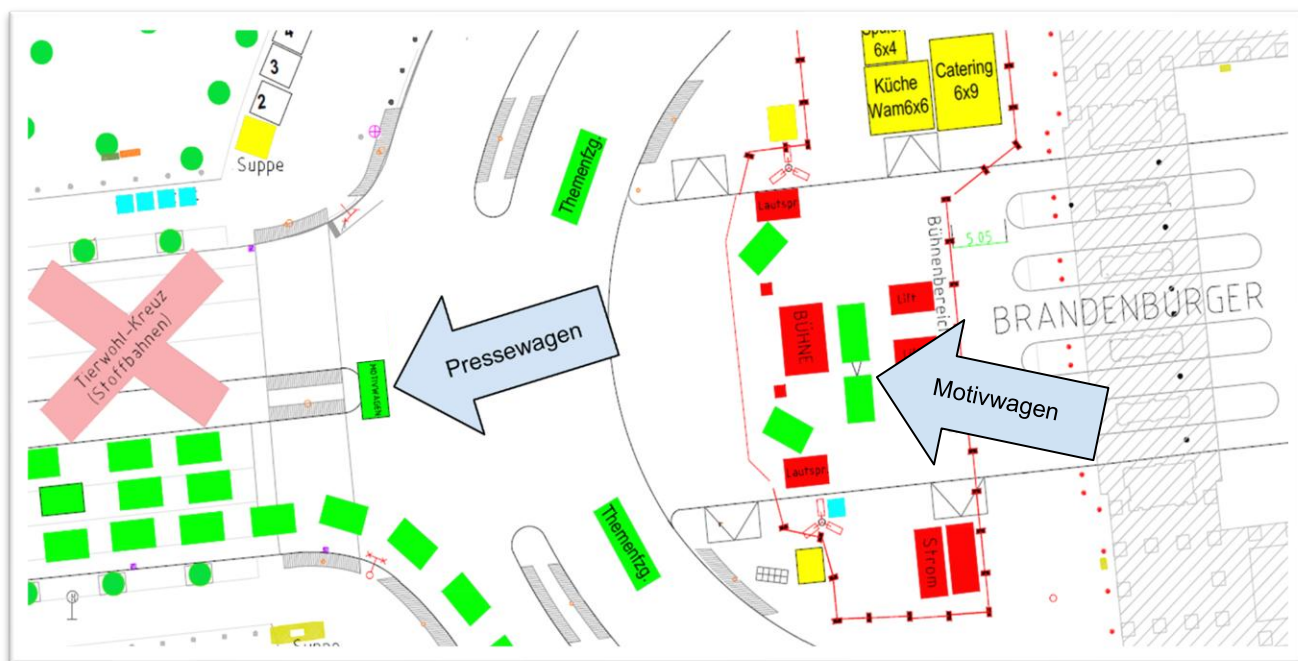 4
3
2
Suppe
Themenfzg.
Spülen
6x4
Küche
Wam6x6
Catering
6x9
Lautspr.
Bühnenbereich
5.05
Tierwohl-Kreuz
(Stoffbahnen)
Pressewagen
MOTIVWAGEN
BÜHNE
Lift
BRANDENBURGER
Motivwagen
Lautspr.
Themenfzg.
Strom
Suppe